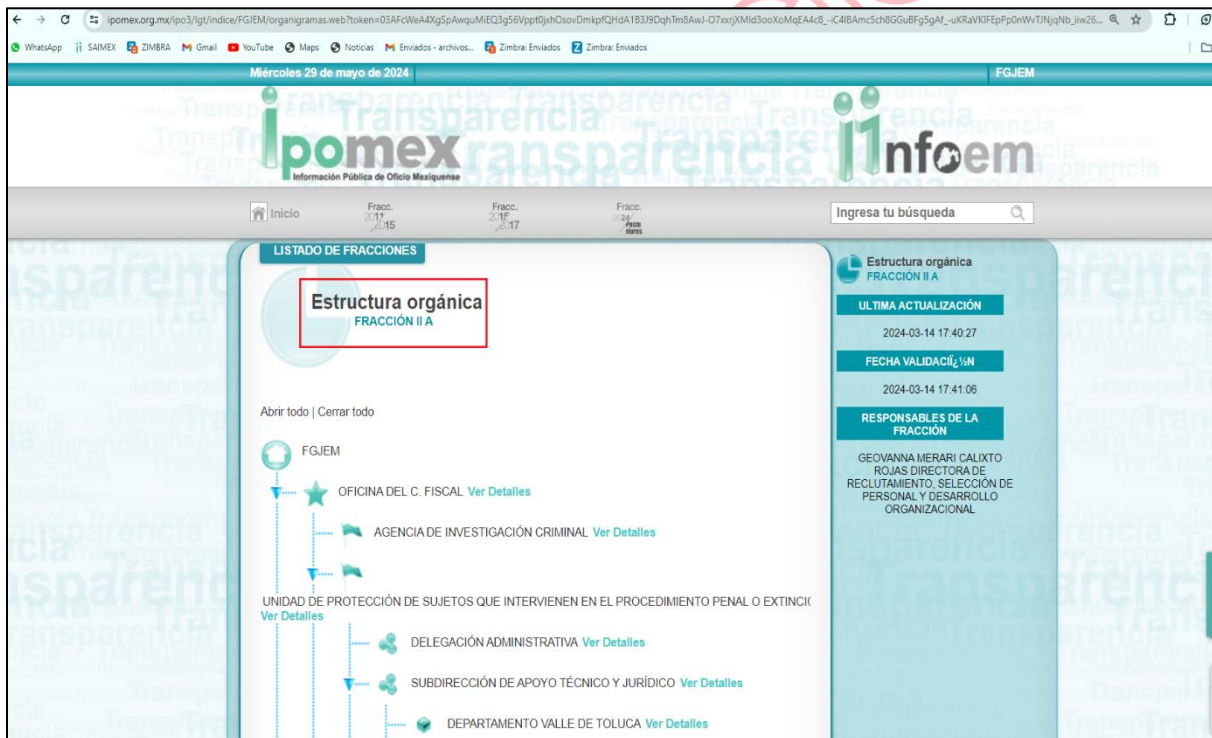 ipomex.org.mx/ipo3/lgt/indice/FGJEM/organigramas.web?token=03AFcWeA4XgSpAwquMiEQ3g56Vppt0jxhOsovDmkpfQHdA1B3J9DqhTm8AwJ-O7xxrjXMld3ooXoMqEA4c8_-iC4lBAmc5ch8GGuBFg5gAf_-uKRaVKlFEpPp0nWvTJNjqNb_iiw26...
WhatsApp SAIMEX ZIMBRA Gmail YouTube Maps Noticias Enviados - archivos... Zimbra: Enviados Zimbra: Enviados
Miércoles 29 de mayo de 2024 FGJEM
ipomex
Información Pública de Oficio Mexiquense
infoem
Transparencia
Inicio
Fracc.
2015
Fracc.
2017
Fracc.
2024
Ingresa tu búsqueda
LISTADO DE FRACCIONES
Estructura orgánica
FRACCIÓN II A
Abrir todo | Cerrar todo
FGJEM
OFICINA DEL C. FISCAL Ver Detalles
AGENCIA DE INVESTIGACIÓN CRIMINAL Ver Detalles
UNIDAD DE PROTECCIÓN DE SUJETOS QUE INTERVIENEN EN EL PROCEDIMIENTO PENAL O EXTINCI
Ver Detalles
DELEGACIÓN ADMINISTRATIVA Ver Detalles
SUBDIRECCIÓN DE APOYO TÉCNICO Y JURÍDICO Ver Detalles
DEPARTAMENTO VALLE DE TOLUCA Ver Detalles
Estructura orgánica
FRACCIÓN II A
ULTIMA ACTUALIZACIÓN
2024-03-14 17:40:27
FECHA VALIDACIï¿½N
2024-03-14 17:41:06
RESPONSABLES DE LA
FRACCIÓN
GEOVANNA MERARI CALIXTO
ROJAS DIRECTORA DE
RECLUTAMIENTO, SELECCIÓN DE
PERSONAL Y DESARROLLO
ORGANIZACIONAL